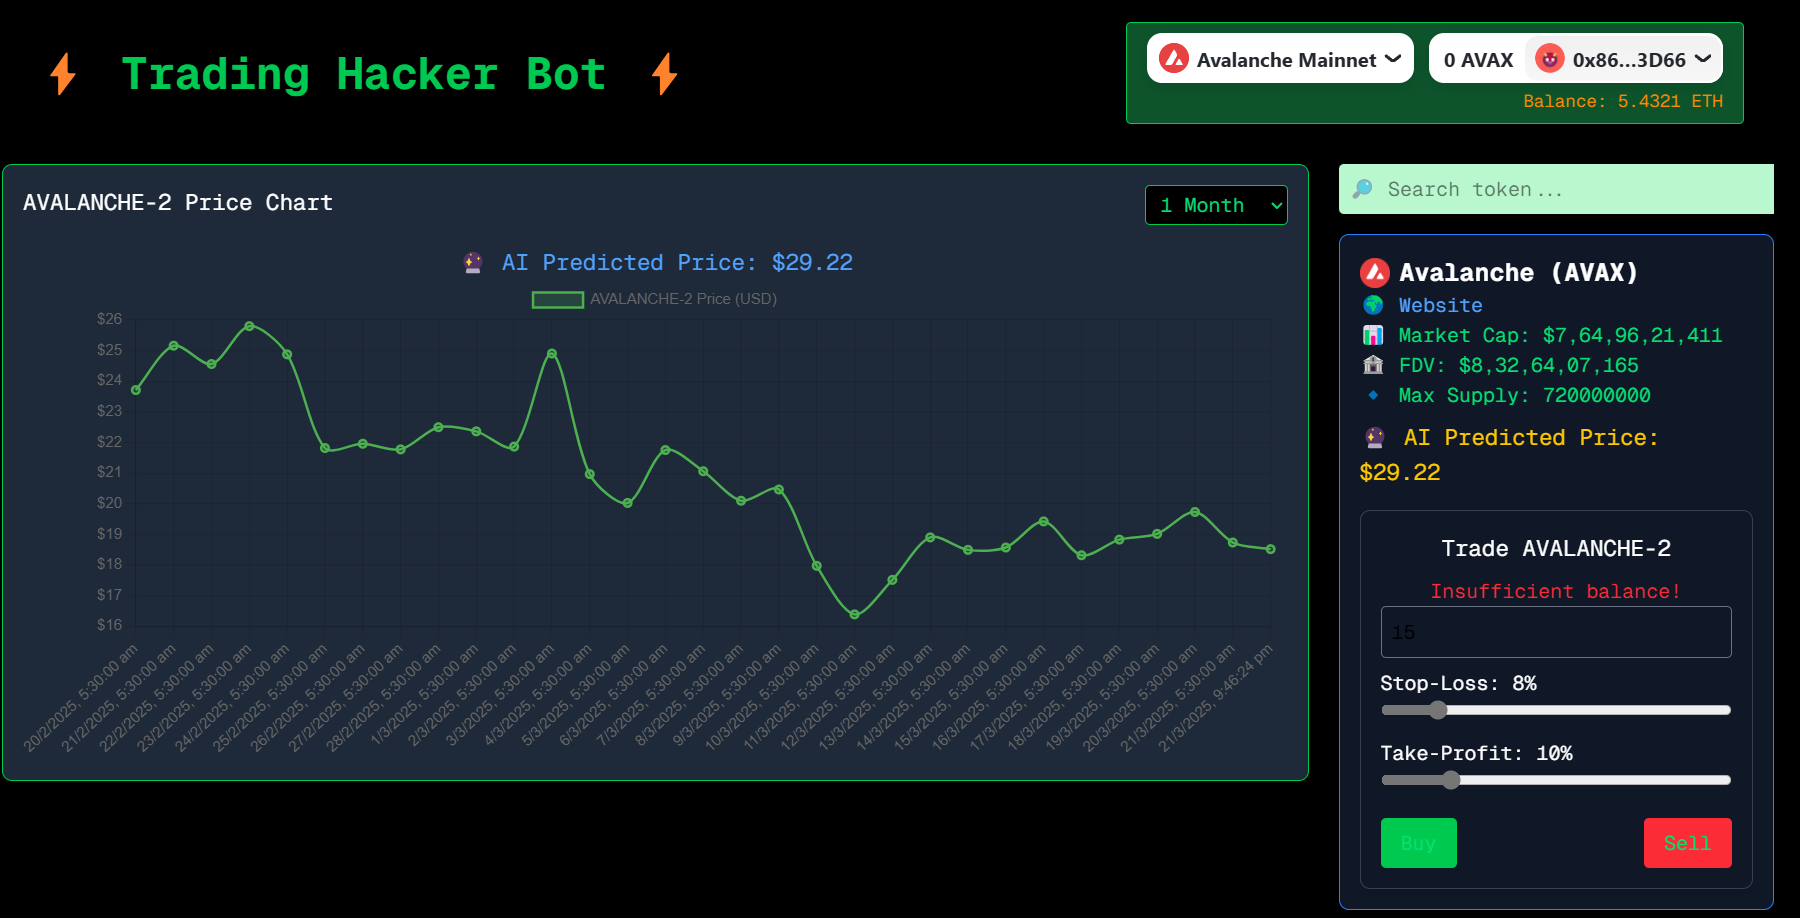 Trading Hacker Bot
Avalanche Mainnet
0 AVAX 0x86...3D66
Balance: 5.4321 ETH
AVALANCHE-2 Price Chart
1 Month
AI Predicted Price: $29.22
AVALANCHE-2 Price (USD)
$26
$25
$24
$23
$22
$21
$20
$19
$18
$17
$16
20/2/2025, 5:30:00 am
21/2/2025, 5:30:00 am
22/2/2025, 5:30:00 am
23/2/2025, 5:30:00 am
24/2/2025, 5:30:00 am
25/2/2025, 5:30:00 am
26/2/2025, 5:30:00 am
27/2/2025, 5:30:00 am
28/2/2025, 5:30:00 am
1/3/2025, 5:30:00 am
2/3/2025, 5:30:00 am
3/3/2025, 5:30:00 am
4/3/2025, 5:30:00 am
5/3/2025, 5:30:00 am
6/3/2025, 5:30:00 am
7/3/2025, 5:30:00 am
8/3/2025, 5:30:00 am
9/3/2025, 5:30:00 am
10/3/2025, 5:30:00 am
11/3/2025, 5:30:00 am
12/3/2025, 5:30:00 am
13/3/2025, 5:30:00 am
14/3/2025, 5:30:00 am
15/3/2025, 5:30:00 am
16/3/2025, 5:30:00 am
17/3/2025, 5:30:00 am
18/3/2025, 5:30:00 am
19/3/2025, 5:30:00 am
20/3/2025, 5:30:00 am
21/3/2025, 5:30:00 am
21/3/2025, 9:46:24 pm
Search token...
Avalanche (AVAX)
Website
Market Cap: $7,64,96,21,411
FDV: $8,32,64,07,165
Max Supply: 720000000
AI Predicted Price:
$29.22
Trade AVALANCHE-2
Insufficient balance!
15
Stop-Loss: 8%
Take-Profit: 10%
Buy
Sell